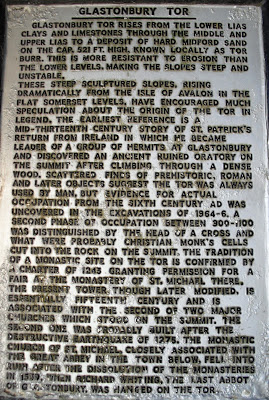 GLASTONBURY TOR
GLASTONBURY TOR RISES FROM THE LOWER LIAS
CLAYS AND LIMESTONES THROUGH THE MIDDLE AND
UPPER LIAS TO A DEPOSIT OF HARD MIDFORD SAND
ON THE CAP, 521 FT HIGH, KNOWN LOCALLY AS TOR
BURR. THIS IS MORE RESISTANT TO EROSION THAN
THE LOWER LEVELS, MAKING THE SLOPES STEEP AND
UNSTABLE.
THESE STEEP SCULPTURED SLOPES, RISING
DRAMATICALLY FROM THE ISLE OF AVALON IN THE
FLAT SOMERSET LEVELS, HAVE ENCOURAGED MUCH
SPECULATION ABOUT THE ORIGIN OF THE TOR IN
LEGEND. THE EARLIEST REFERENCE IS A
MID-THIRTEENTH CENTURY STORY OF ST. PATRICK'S
RETURN FROM IRELAND IN WHICH HE BECAME
LEADER OF A GROUP OF HERMITS AT GLASTONBURY
AND DISCOVERED AN ANCIENT RUINED ORATORY ON
THE SUMMIT AFTER CLIMBING THROUGH A DENSE
WOOD. SCATTERED FINDS OF PREHISTORIC, ROMAN
AND LATER OBJECTS SUGGEST THE TOR WAS ALWAYS
USED BY MAN, BUT EVIDENCE FOR ACTUAL
OCCUPATION FROM THE SIXTH CENTURY AD WAS
UNCOVERED IN THE EXCAVATIONS OF 1964-6. A
SECOND PHASE OF OCCUPATION BETWEEN 900-1100
WAS DISTINGUISHED BY THE HEAD OF A CROSS AND
WHAT WERE PROBABLY CHRISTIAN MONK'S CELLS
CUT INTO THE ROCK ON THE SUMMIT. THE TRADITION
OF A MONASTIC SITE ON THE TOR IS CONFIRMED BY
A CHARTER OF 1243 GRANTING PERMISSION FOR A
FAIR AT THE MONASTERY OF ST. MICHAEL THERE.
THE PRESENT TOWER, THOUGH LATER MODIFIED, IS
ESSENTIALLY FIFTEENTH CENTURY AND IS
ASSOCIATED WITH THE SECOND OF TWO MAJOR
CHURCHES WHICH STOOD ON THE SUMMIT. THE
SECOND ONE WAS PROBABLY BUILT AFTER THE
DESTRUCTIVE EARTHQUAKE OF 1275. THE MONASTIC
CHURCH OF ST. MICHAEL, CLOSELY ASSOCIATED WITH
THE GREAT ABBEY IN THE TOWN BELOW, FELL INTO
RUIN AFTER THE DISSOLUTION OF THE MONASTERIES
IN 1539, WHEN RICHARD WHITING, THE LAST ABBOT
OF GLASTONBURY, WAS HANGED ON THE TOR.